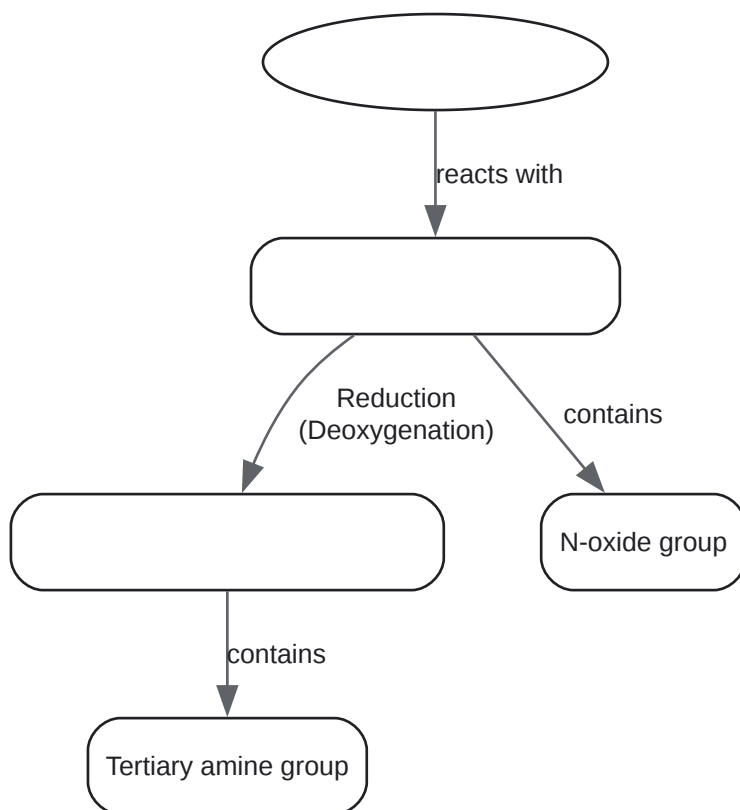 reacts with
Reduction
(Deoxygenation)
contains
N-oxide group
contains
Tertiary amine group